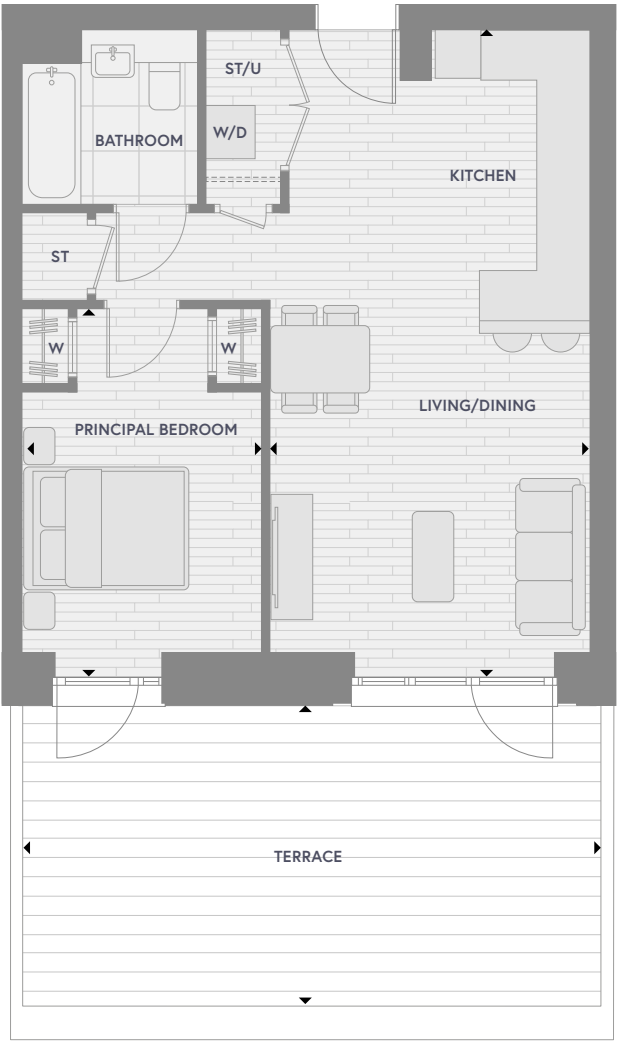 ST/U
W/D
BATHROOM
KITCHEN
ST
W
W
LIVING/DINING
PRINCIPAL BEDROOM
TERRACE